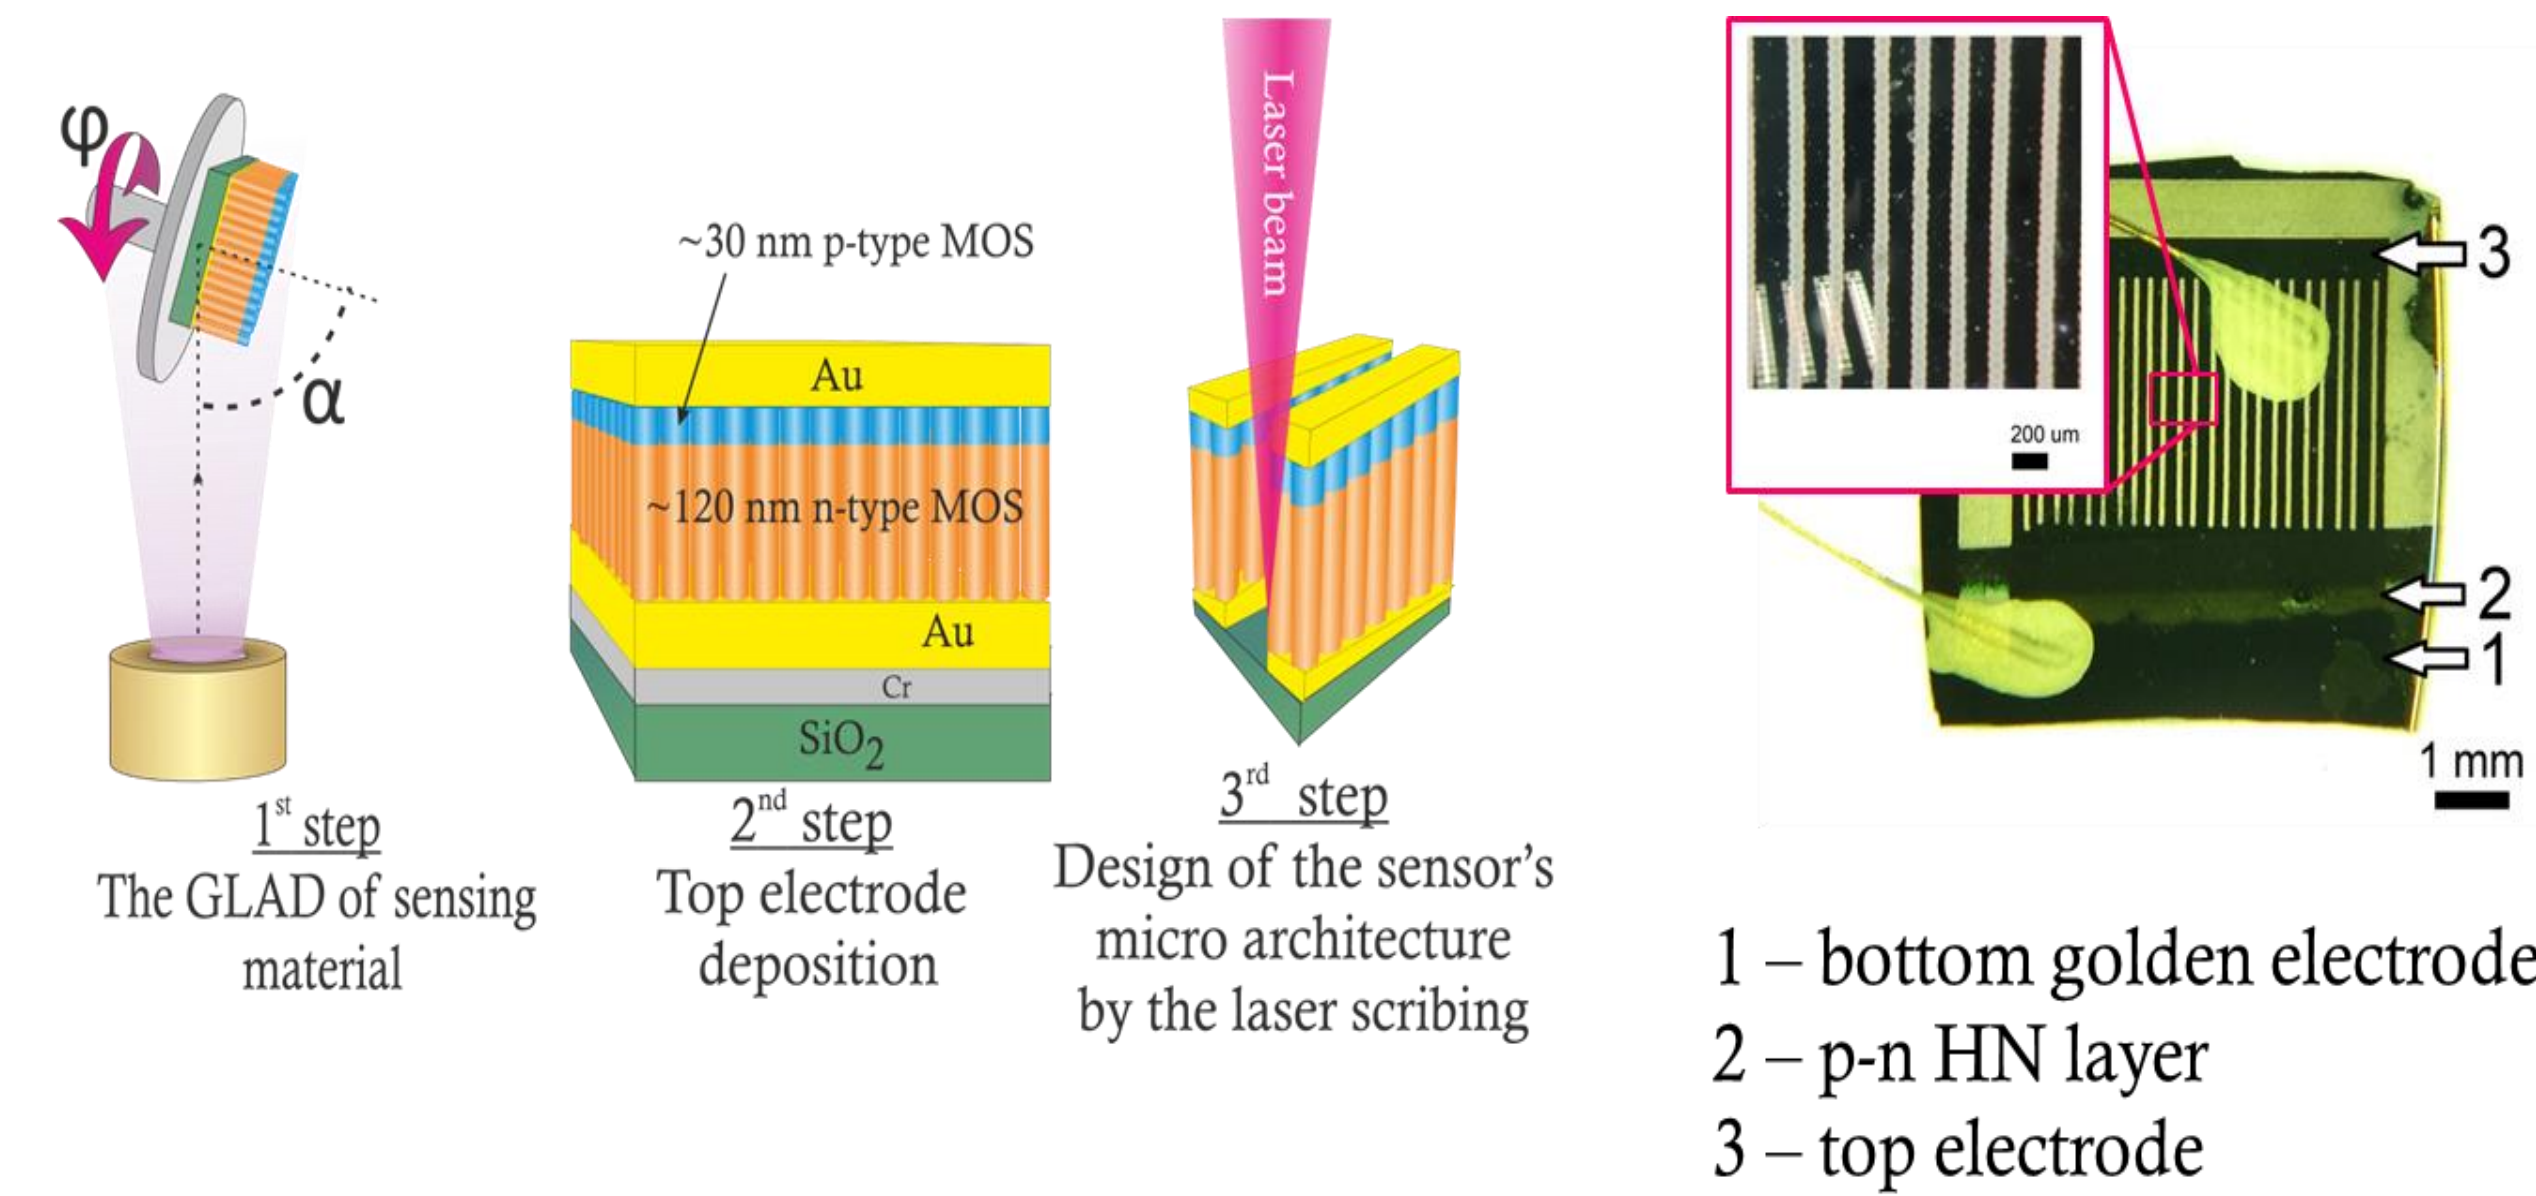 φ
α
1st step
The GLAD of sensing
material
~30 nm p-type MOS
Au
~120 nm n-type MOS
Au
Cr
SiO2
2nd step
Top electrode
deposition
Laser beam
3rd step
Design of the sensor's
micro architecture
by the laser scribing
200 um
3
2
1
1 mm
1 – bottom golden electrode
2 – p-n HN layer
3 – top electrode